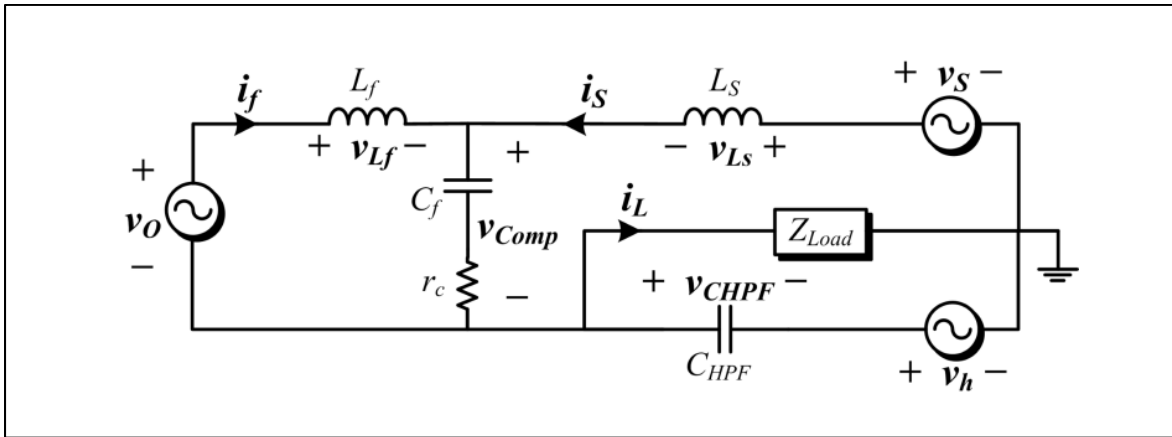 i_f L_f i_S L_S + v_S −
+ v_Lf − + − v_Ls +
+ C_f
v_O v_Comp i_L Z_Load
− r_c − + v_CHPF −
C_HPF + v_h −